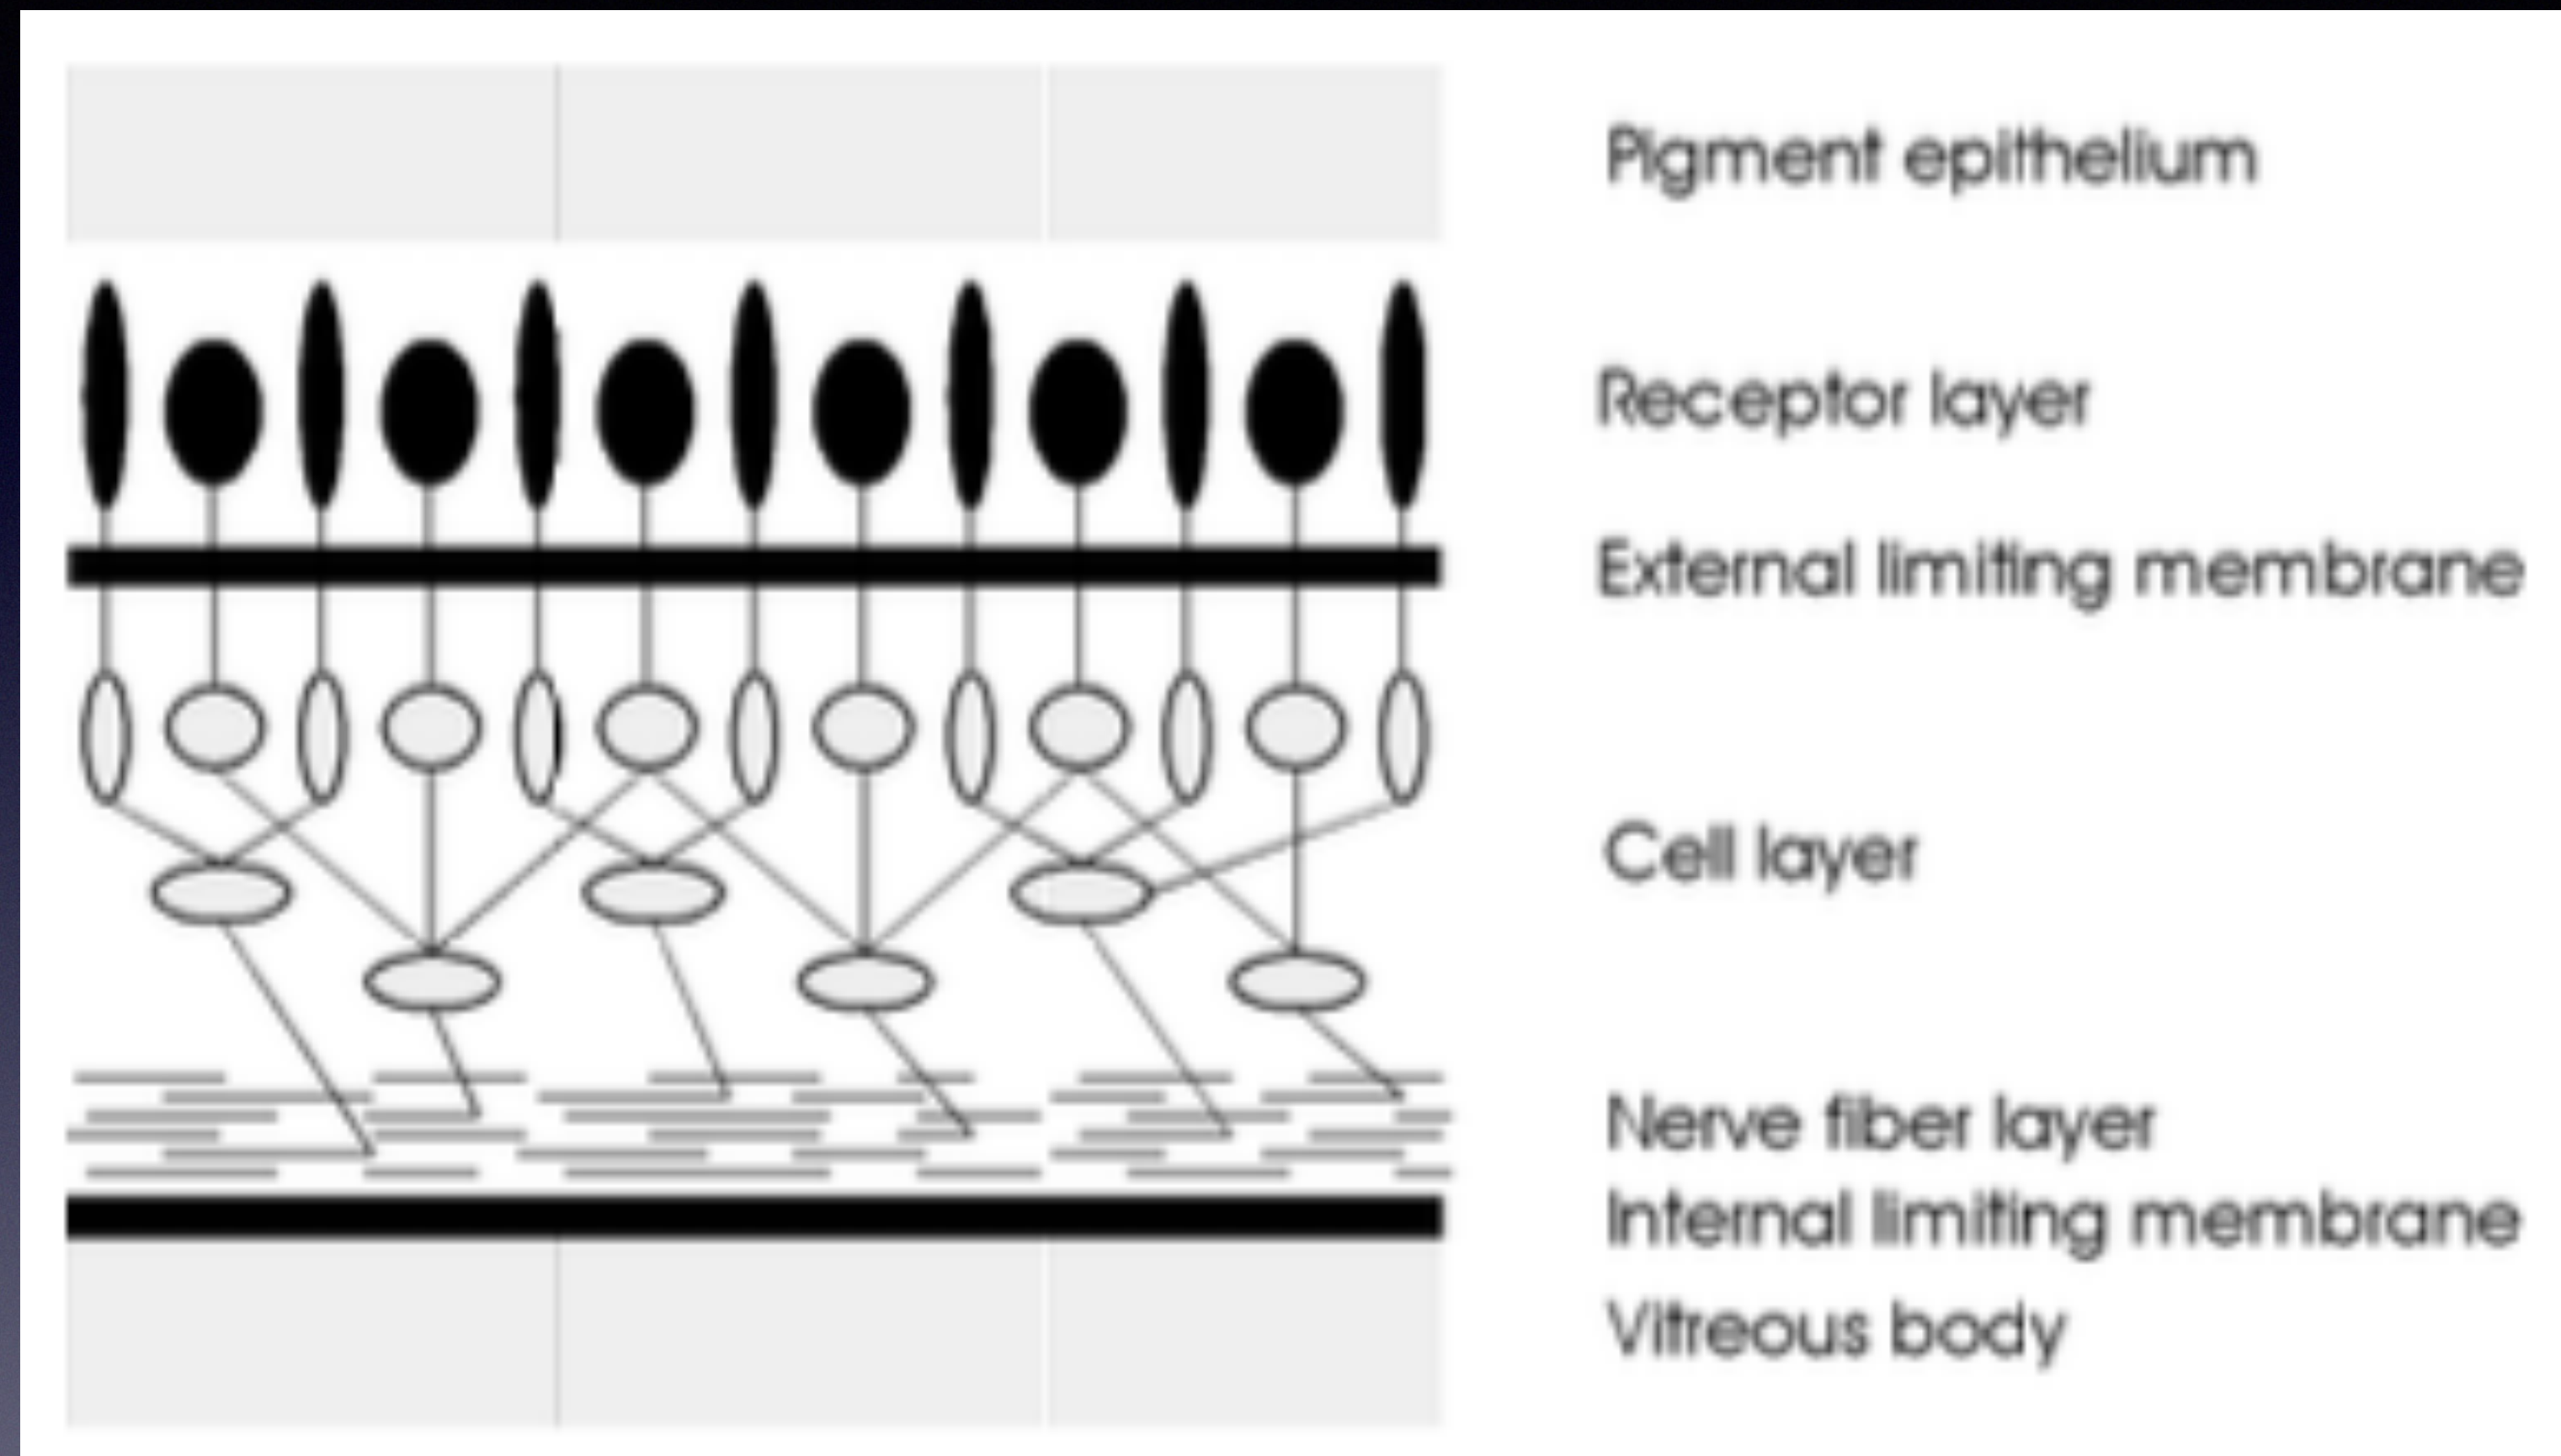 Pigment epithelium
Receptor layer
External limiting membrane
Cell layer
Nerve fiber layer
Internal limiting membrane
Vitreous body